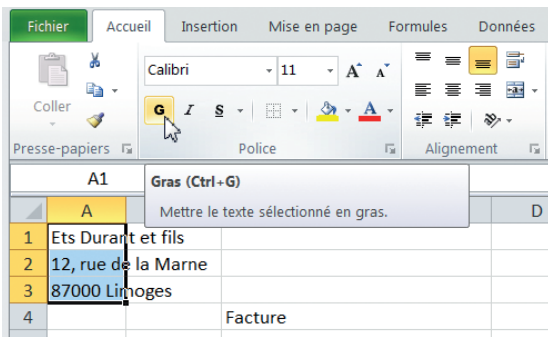 Fichier Accueil Insertion Mise en page Formules Données
Calibri 11 A A
Coller
G I S A
Presse-papiers Police Alignement
A1
Gras (Ctrl+G)
Mettre le texte sélectionné en gras.
A D
1 Ets Durant et fils
2 12, rue de la Marne
3 87000 Limoges
4 Facture